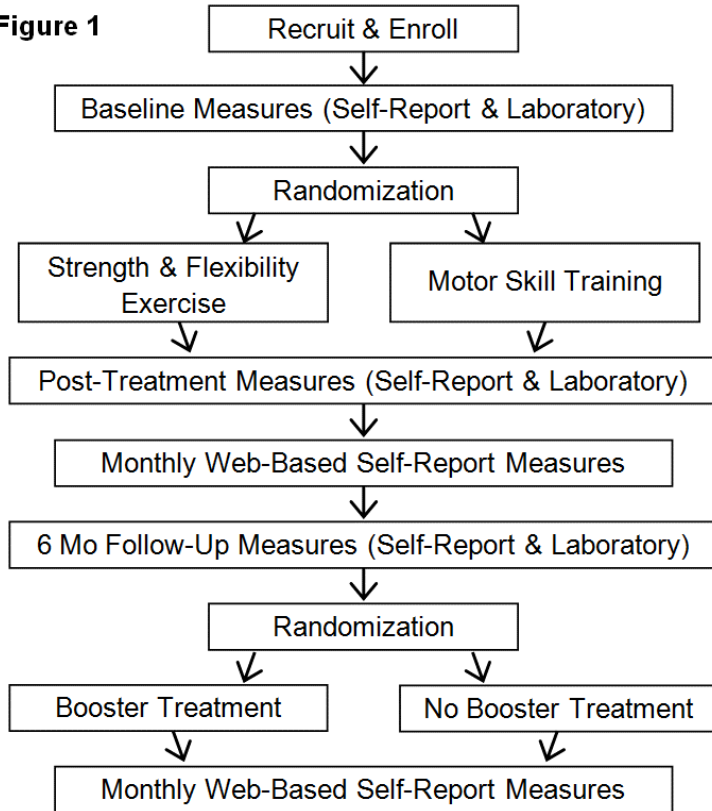 Figure 1
Recruit & Enroll
Baseline Measures (Self-Report & Laboratory)
Randomization
Strength & Flexibility
Exercise
Motor Skill Training
Post-Treatment Measures (Self-Report & Laboratory)
Monthly Web-Based Self-Report Measures
6 Mo Follow-Up Measures (Self-Report & Laboratory)
Randomization
Booster Treatment
No Booster Treatment
Monthly Web-Based Self-Report Measures